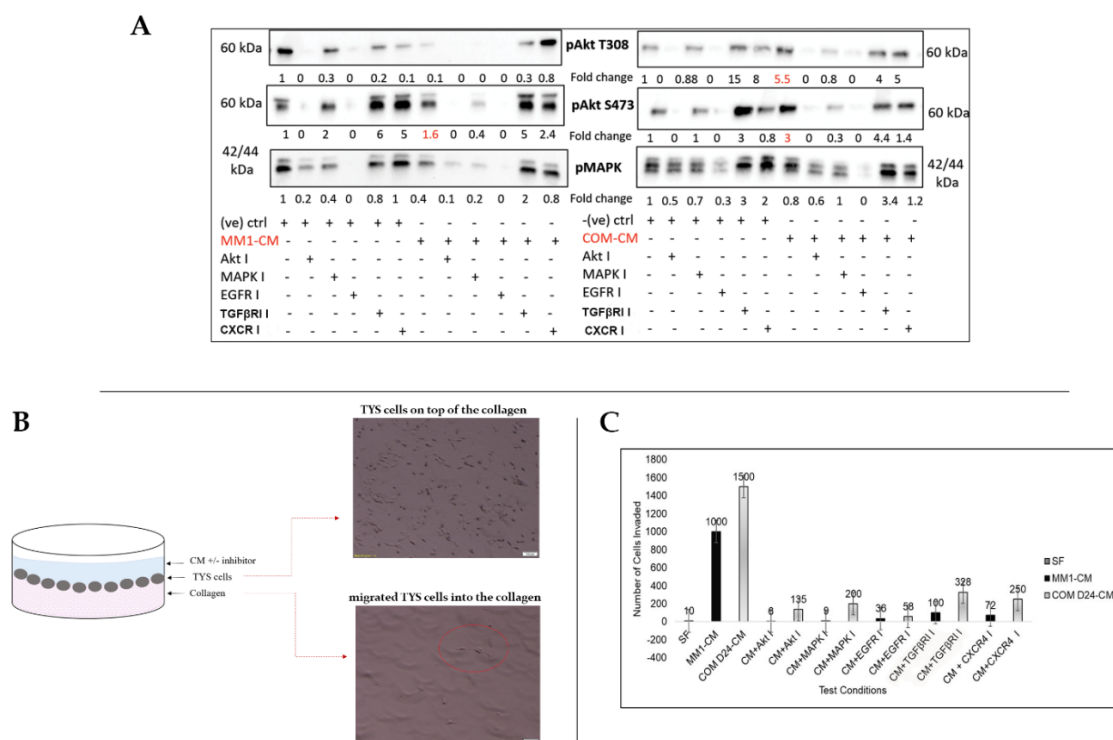 A
60 kDa
pAkt T308
60 kDa
1 0 0.3 0 0.2 0.1 0.1 0 0 0 0.3 0.8
Fold change
1 0 0.88 0 15 8 5.5 0 0.8 0 4 5
60 kDa
pAkt S473
60 kDa
1 0 2 0 6 5 1.6 0 0.4 0 5 2.4
Fold change
1 0 1 0 3 0.8 3 0 0.3 0 4.4 1.4
42/44
kDa
pMAPK
42/44
kDa
1 0.2 0.4 0 0.8 1 0.4 0.1 0.2 0 2 0.8
Fold change
1 0.5 0.7 0.3 3 2 0.8 0.6 1 0 3.4 1.2
(ve) ctrl + + + + + + - - - - - -
MM1-CM - - - - - - + + + + + +
Akt I - + - - - - - + - - - -
MAPK I - - + - - - - - + - - -
EGFR I - - - + - - - - - + - -
TGFβRI I - - - - + - - - - - + -
CXCR I - - - - - + - - - - - +
-(ve) ctrl + + + + + + - - - - - -
COM-CM - - - - - - + + + + + +
Akt I - + - - - - - + - - - -
MAPK I - - + - - - - - + - - -
EGFR I - - - + - - - - - + - -
TGFβRI I - - - - + - - - - - + -
CXCR I - - - - - + - - - - - +
B
TYS cells on top of the collagen
CM +/- inhibitor
TYS cells
Collagen
migrated TYS cells into the collagen
C
Number of Cells Invaded
1800
1600
1400
1200
1000
800
600
400
200
0
-200
-400
10
1000
1500
8
135
9
200
36
58
100
328
72
250
SF
MM1-CM
COM D24-CM
CM+Akt I
CM+Akt I
CM+MAPK I
CM+MAPK I
CM+EGFR I
CM+EGFR I
CM+TGFβRI I
CM+TGFβRI I
CM + CXCR4 I
CM+CXCR4 I
Test Conditions
SF
MM1-CM
COM D24-CM